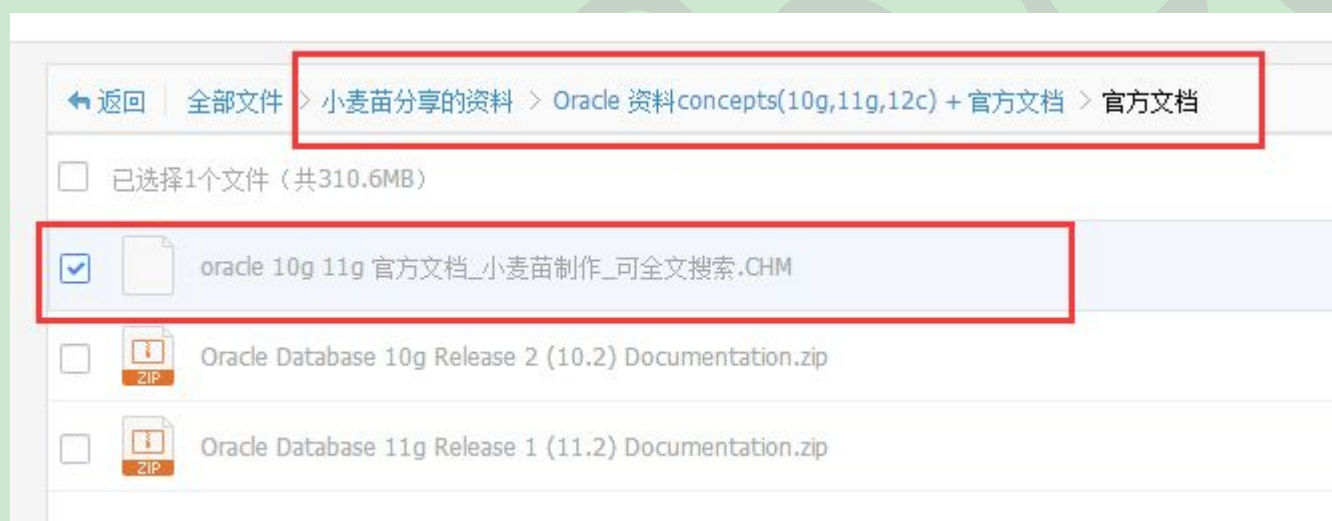 返回 全部文件 > 小麦苗分享的资料 > Oracle 资料concepts(10g,11g,12c) + 官方文档 > 官方文档
已选择1个文件（共310.6MB）
oracle 10g 11g 官方文档_小麦苗制作_可全文搜索.CHM
ZIP Oracle Database 10g Release 2 (10.2) Documentation.zip
ZIP Oracle Database 11g Release 1 (11.2) Documentation.zip